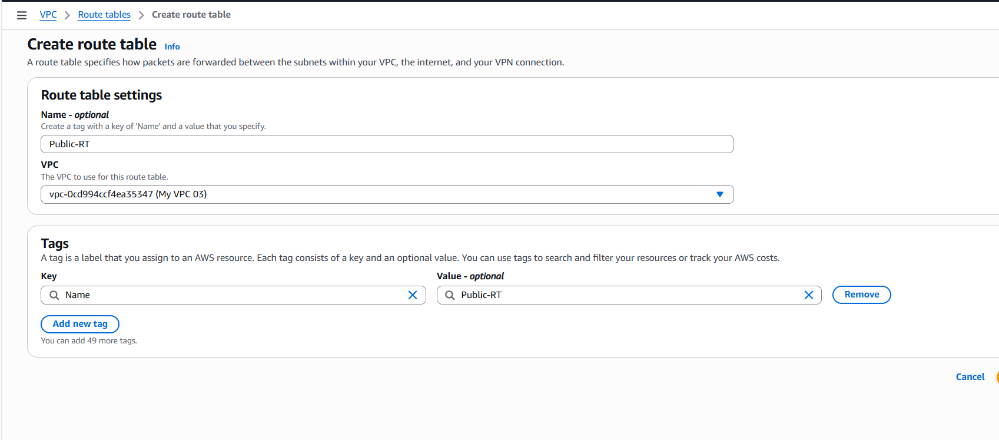 VPC > Route tables > Create route table
Create route table Info
A route table specifies how packets are forwarded between the subnets within your VPC, the internet, and your VPN connection.
Route table settings
Name - optional
Create a tag with a key of 'Name' and a value that you specify.
Public-RT
VPC
The VPC to use for this route table.
vpc-0cd994ccf4ea35347 (My VPC 03)
Tags
A tag is a label that you assign to an AWS resource. Each tag consists of a key and an optional value. You can use tags to search and filter your resources or track your AWS costs.
Key Value - optional
Name Public-RT Remove
Add new tag
You can add 49 more tags.
Cancel